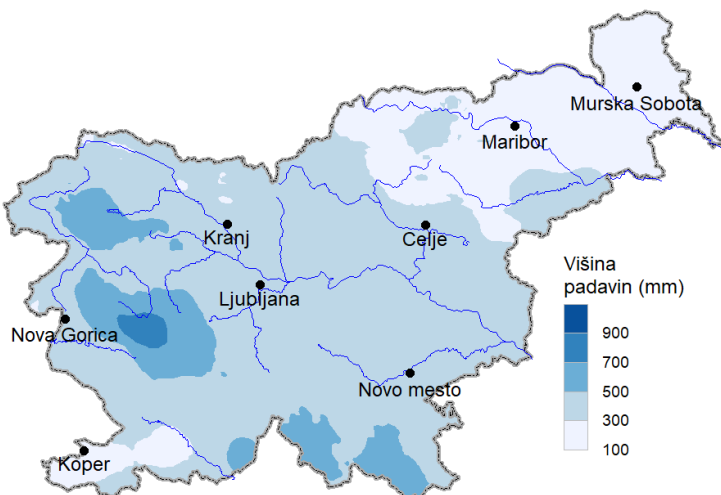 Murska Sobota
Maribor
Kranj
Celje
Ljubljana
Nova Gorica
Novo mesto
Koper
Višina
padavin (mm)
900
700
500
300
100